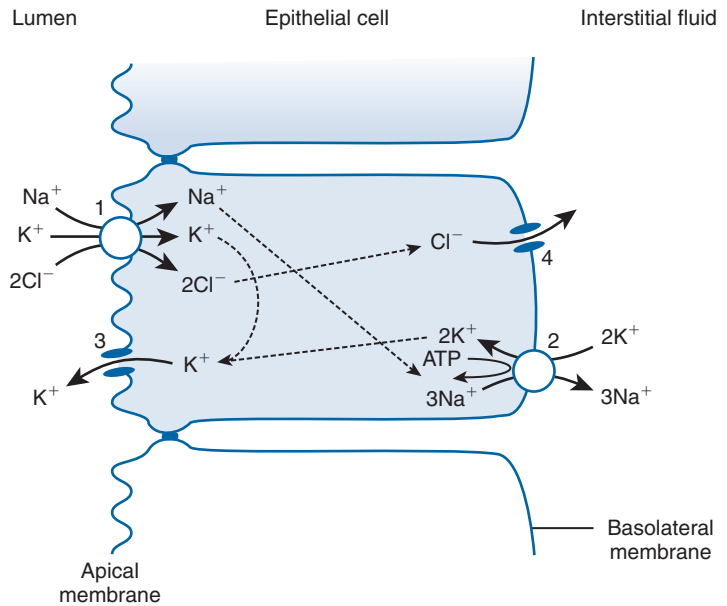 Lumen
Epithelial cell
Interstitial fluid
Na⁺
1
Na⁺
K⁺
K⁺
Cl⁻
4
2Cl⁻
2Cl⁻
3
2K⁺
2
2K⁺
K⁺
ATP
K⁺
3Na⁺
3Na⁺
Basolateral
membrane
Apical
membrane